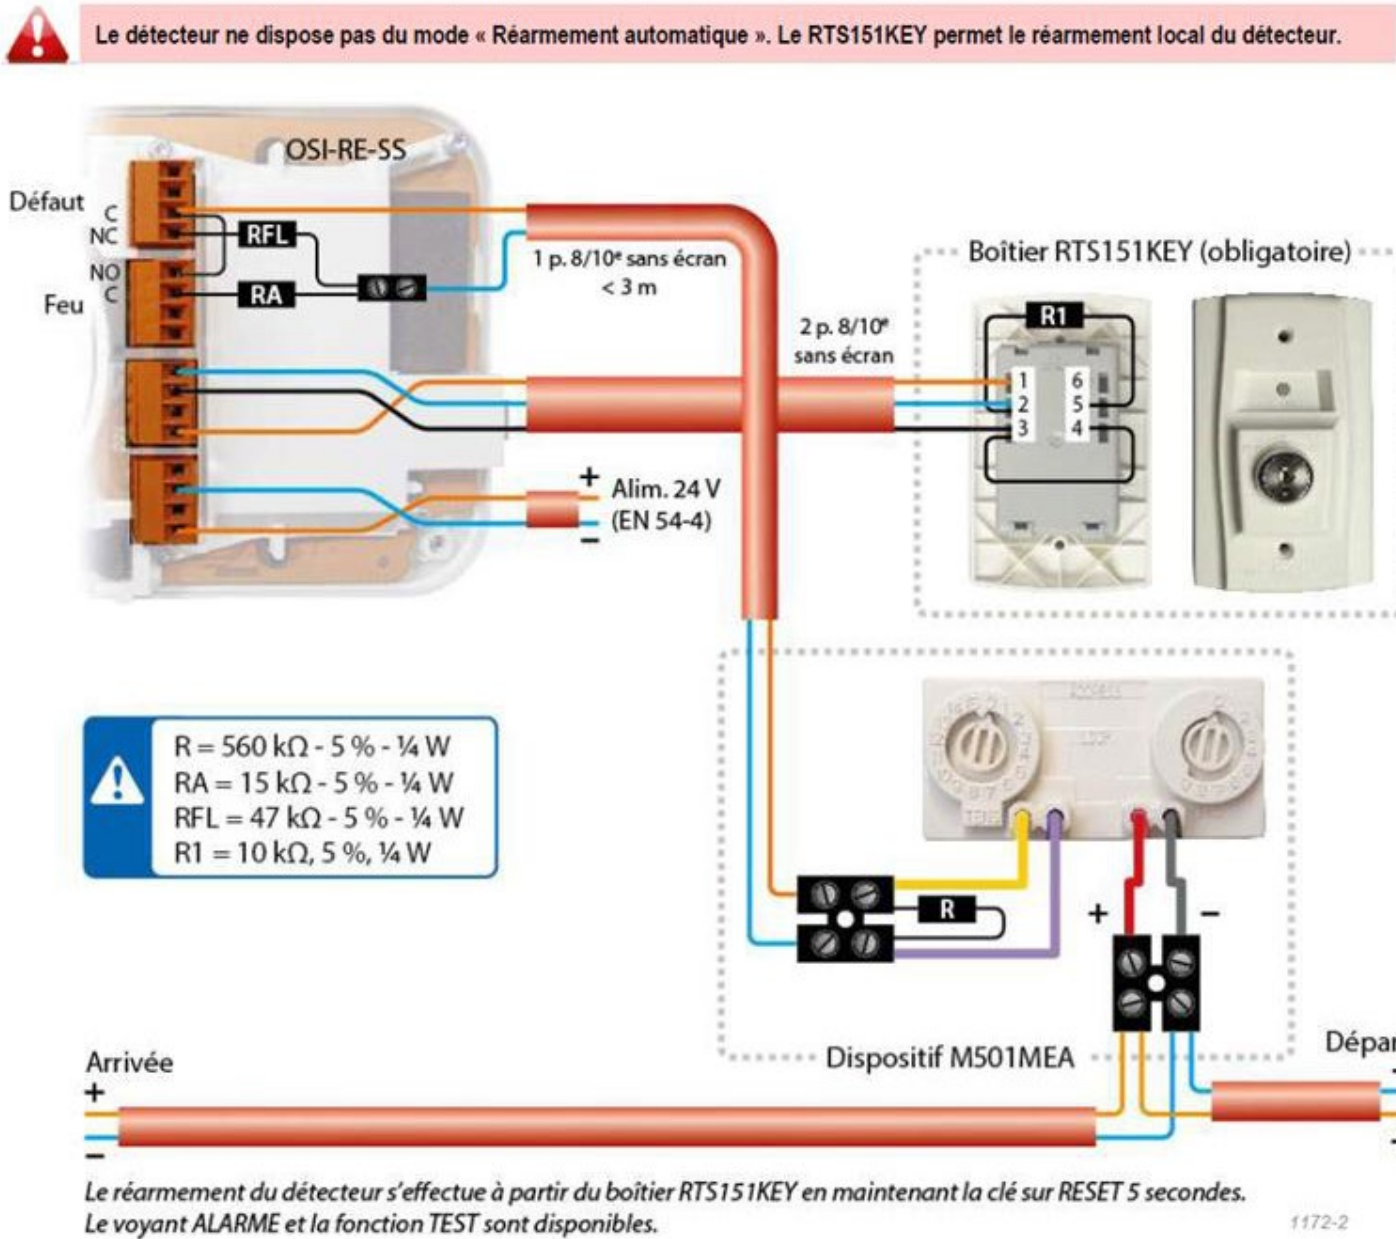 Le détecteur ne dispose pas du mode « Réarmement automatique ». Le RTS151KEY permet le réarmement local du détecteur.
OSI-RE-SS
Défaut
C
NC
RFL
NO
C
RA
Feu
1 p. 8/10e sans écran
< 3 m
2 p. 8/10e
sans écran
Boîtier RTS151KEY (obligatoire)
R1
1 6
2 5
3 4
+
Alim. 24 V
(EN 54-4)
−
R = 560 kΩ - 5 % - ¼ W
RA = 15 kΩ - 5 % - ¼ W
RFL = 47 kΩ - 5 % - ¼ W
R1 = 10 kΩ, 5 %, ¼ W
R
+ −
Dispositif M501MEA
Arrivée
+
−
Dépar
Le réarmement du détecteur s'effectue à partir du boîtier RTS151KEY en maintenant la clé sur RESET 5 secondes.
Le voyant ALARME et la fonction TEST sont disponibles.
1172-2